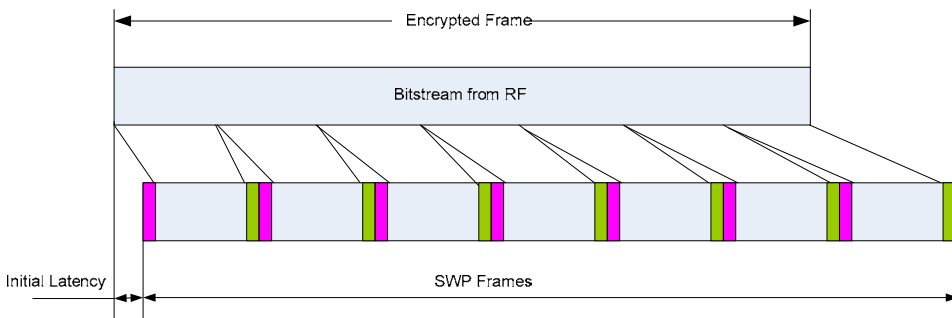 Encrypted Frame
Bitstream from RF
Initial Latency
SWP Frames